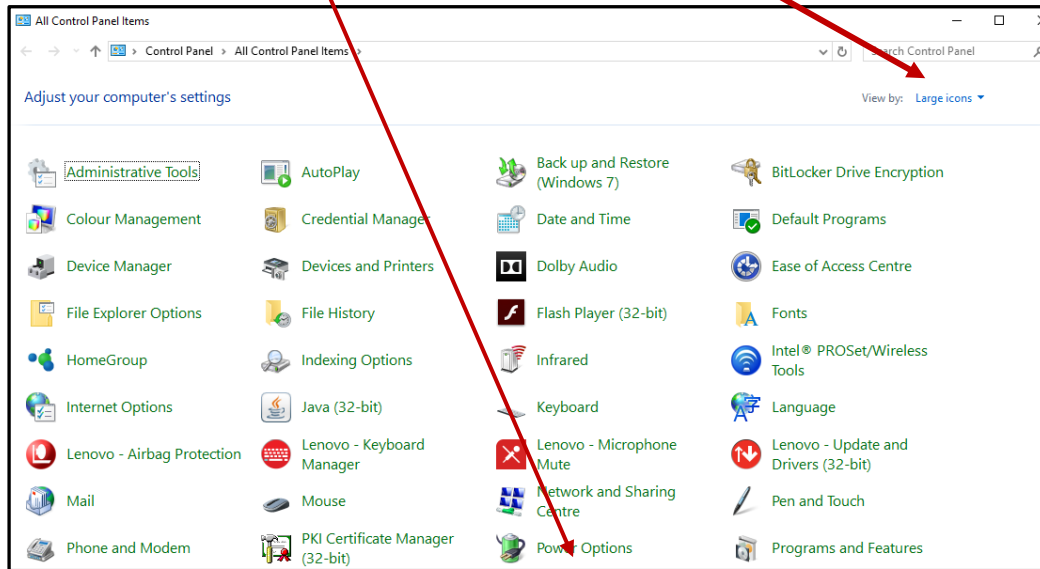 All Control Panel Items
Control Panel > All Control Panel Items >
Search Control Panel
Adjust your computer's settings
View by: Large icons
Administrative Tools
AutoPlay
Back up and Restore
(Windows 7)
BitLocker Drive Encryption
Colour Management
Credential Manager
Date and Time
Default Programs
Device Manager
Devices and Printers
Dolby Audio
Ease of Access Centre
File Explorer Options
File History
Flash Player (32-bit)
Fonts
HomeGroup
Indexing Options
Infrared
Intel® PROSet/Wireless
Tools
Internet Options
Java (32-bit)
Keyboard
Language
Lenovo - Airbag Protection
Lenovo - Keyboard
Manager
Lenovo - Microphone
Mute
Lenovo - Update and
Drivers (32-bit)
Mail
Mouse
Network and Sharing
Centre
Pen and Touch
Phone and Modem
PKI Certificate Manager
(32-bit)
Power Options
Programs and Features